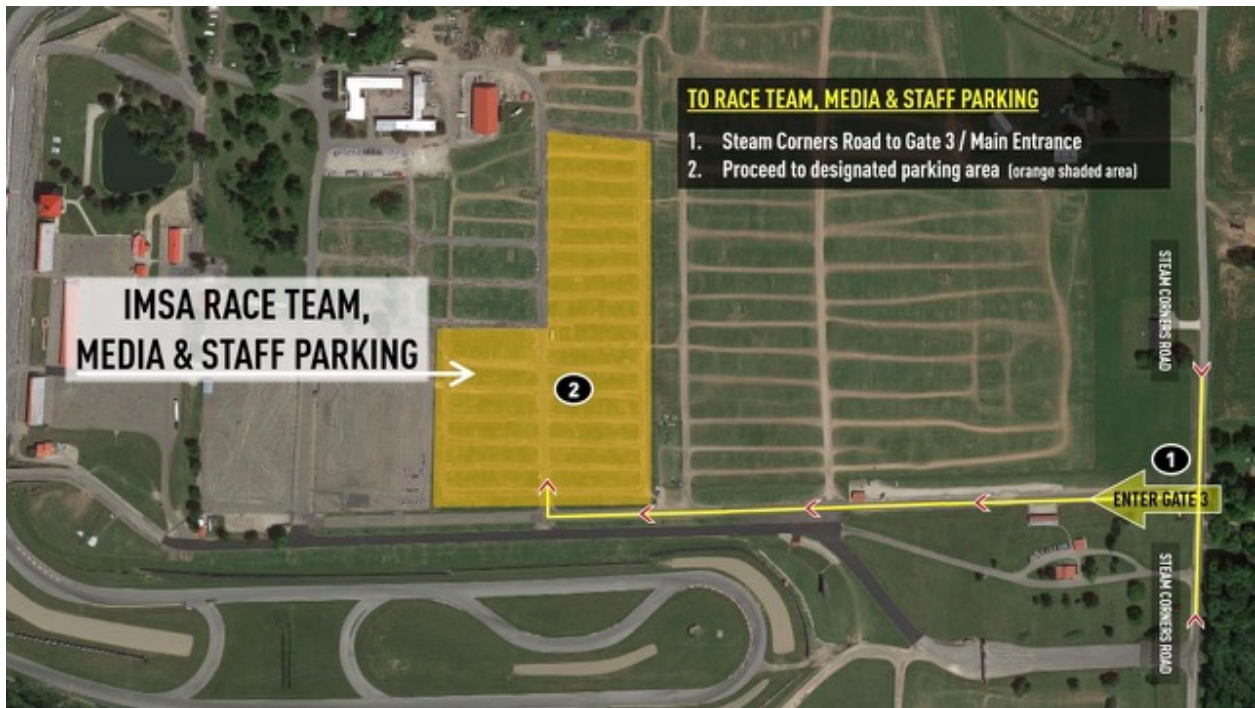 TO RACE TEAM, MEDIA & STAFF PARKING
1. Steam Corners Road to Gate 3 / Main Entrance
2. Proceed to designated parking area (orange shaded area)
IMSA RACE TEAM,
MEDIA & STAFF PARKING
2
STEAM CORNERS ROAD
1
ENTER GATE 3
STEAM CORNERS ROAD